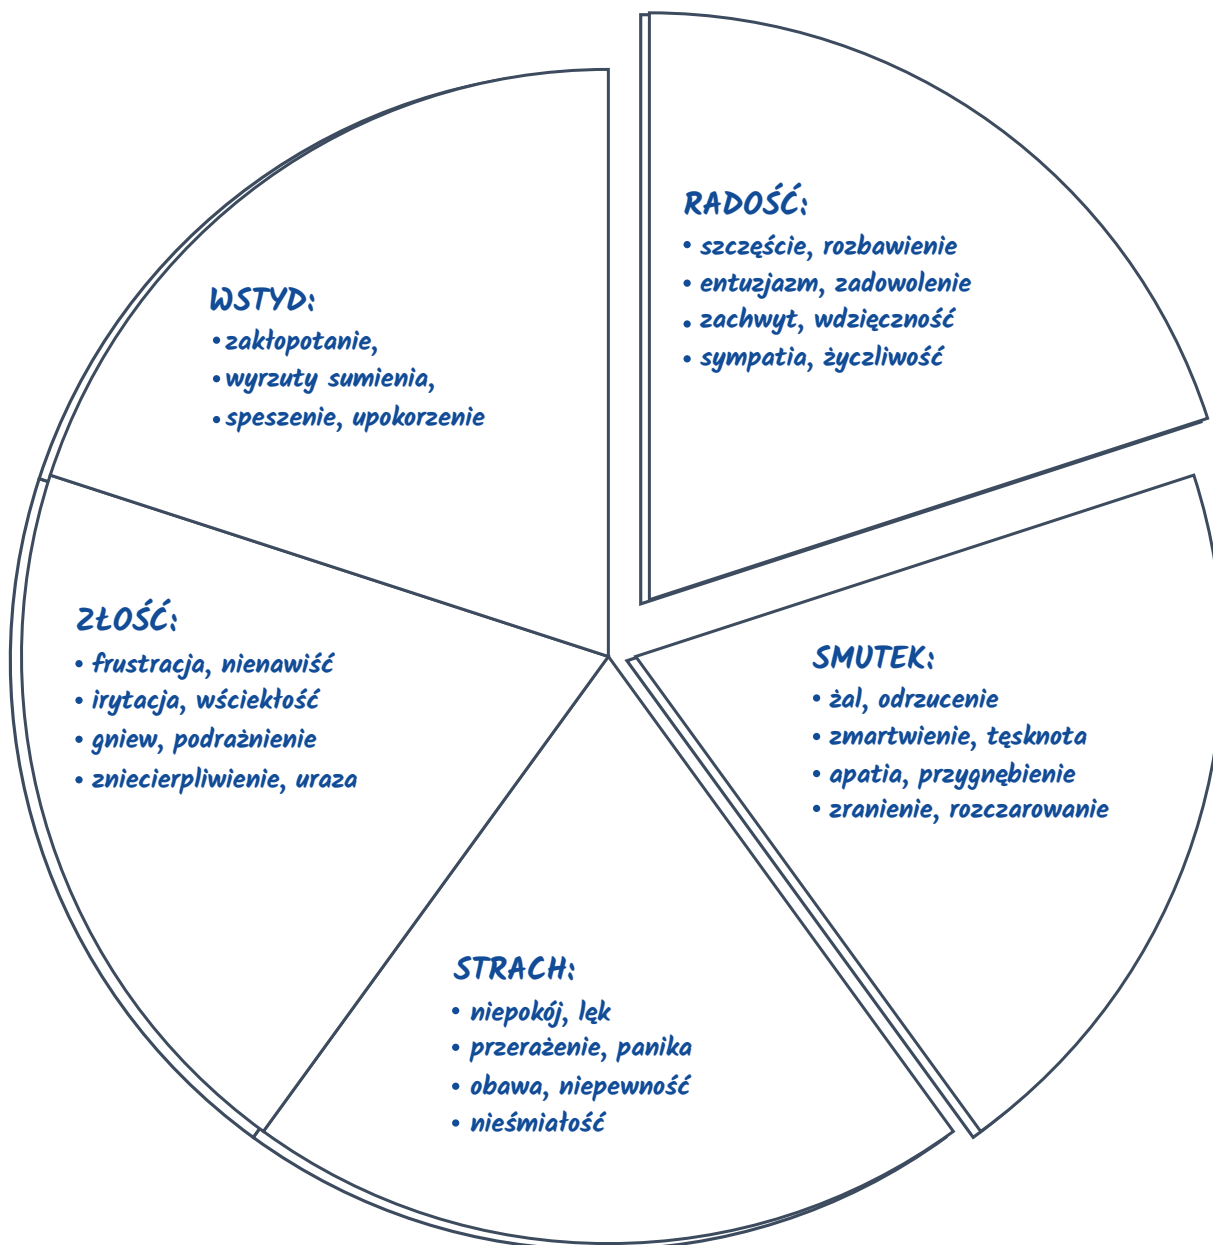 RADOŚĆ:
• szczęście, rozbawienie
• entuzjazm, zadowolenie
• zachwyt, wdzięczność
• sympatia, życzliwość
WSTYD:
• zakłopotanie,
• wyrzuty sumienia,
• speszenie, upokorzenie
ZŁOŚĆ:
• frustracja, nienawiść
• irytacja, wściekłość
• gniew, podrażnienie
• zniecierpliwienie, uraza
SMUTEK:
• żal, odrzucenie
• zmartwienie, tęsknota
• apatia, przygnębienie
• zranienie, rozczarowanie
STRACH:
• niepokój, lęk
• przerażenie, panika
• obawa, niepewność
• nieśmiałość